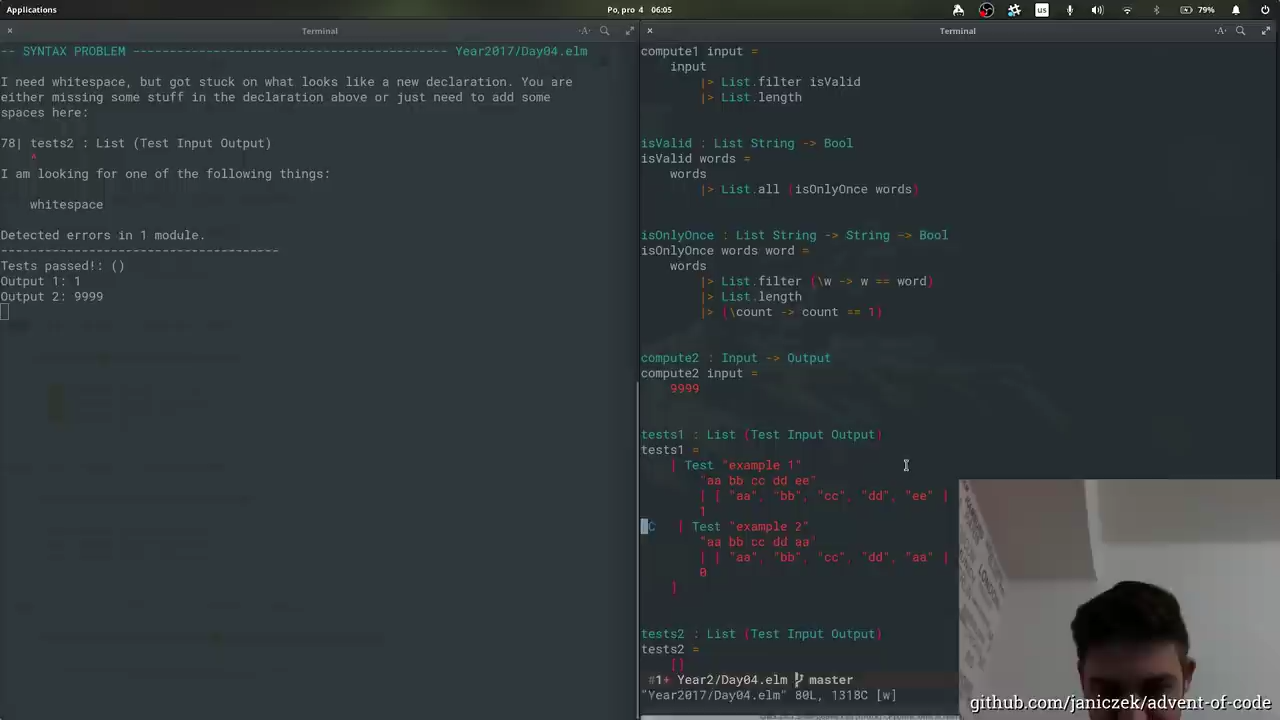 Applications
Po, pro 4 06:05
us
79%
× Terminal
-- SYNTAX PROBLEM ------------------------------------------- Year2017/Day04.elm
I need whitespace, but got stuck on what looks like a new declaration. You are
either missing some stuff in the declaration above or just need to add some
spaces here:
78| tests2 : List (Test Input Output)
^
I am looking for one of the following things:
whitespace
Detected errors in 1 module.
--------------------------------------
Tests passed!: ()
Output 1: 1
Output 2: 9999
× Terminal
compute1 input =
input
|> List.filter isValid
|> List.length
isValid : List String -> Bool
isValid words =
words
|> List.all (isOnlyOnce words)
isOnlyOnce : List String -> String -> Bool
isOnlyOnce words word =
words
|> List.filter (\w -> w == word)
|> List.length
|> (\count -> count == 1)
compute2 : Input -> Output
compute2 input =
9999
tests1 : List (Test Input Output)
tests1 =
[ Test "example 1"
"aa bb cc dd ee"
[ [ "aa", "bb", "cc", "dd", "ee" ]
1
C [ Test "example 2"
"aa bb cc dd aa"
[ [ "aa", "bb", "cc", "dd", "aa" ]
0
]
tests2 : List (Test Input Output)
tests2 =
[]
#1+ Year2/Day04.elm master
"Year2017/Day04.elm" 80L, 1318C [w]
LONDON
github.com/janiczek/advent-of-code